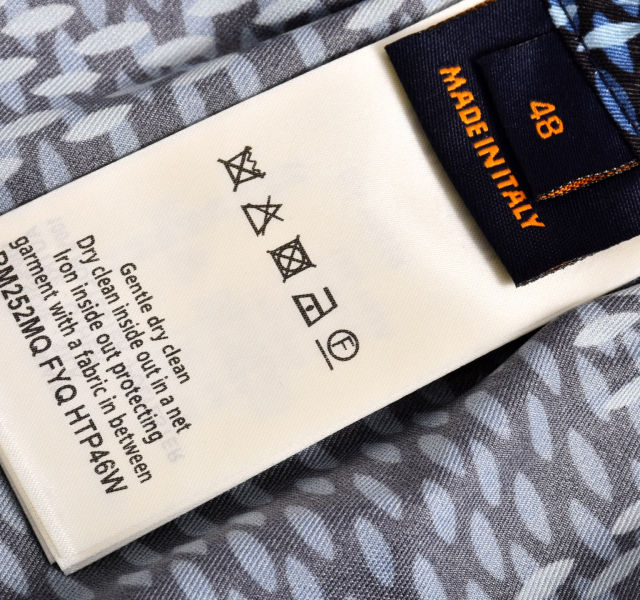 48
MADE IN ITALY
F
Gentle dry clean
Dry clean inside out in a net
Iron inside out protecting
garment with a fabric in between
RM252MQ FYQ HTP46W